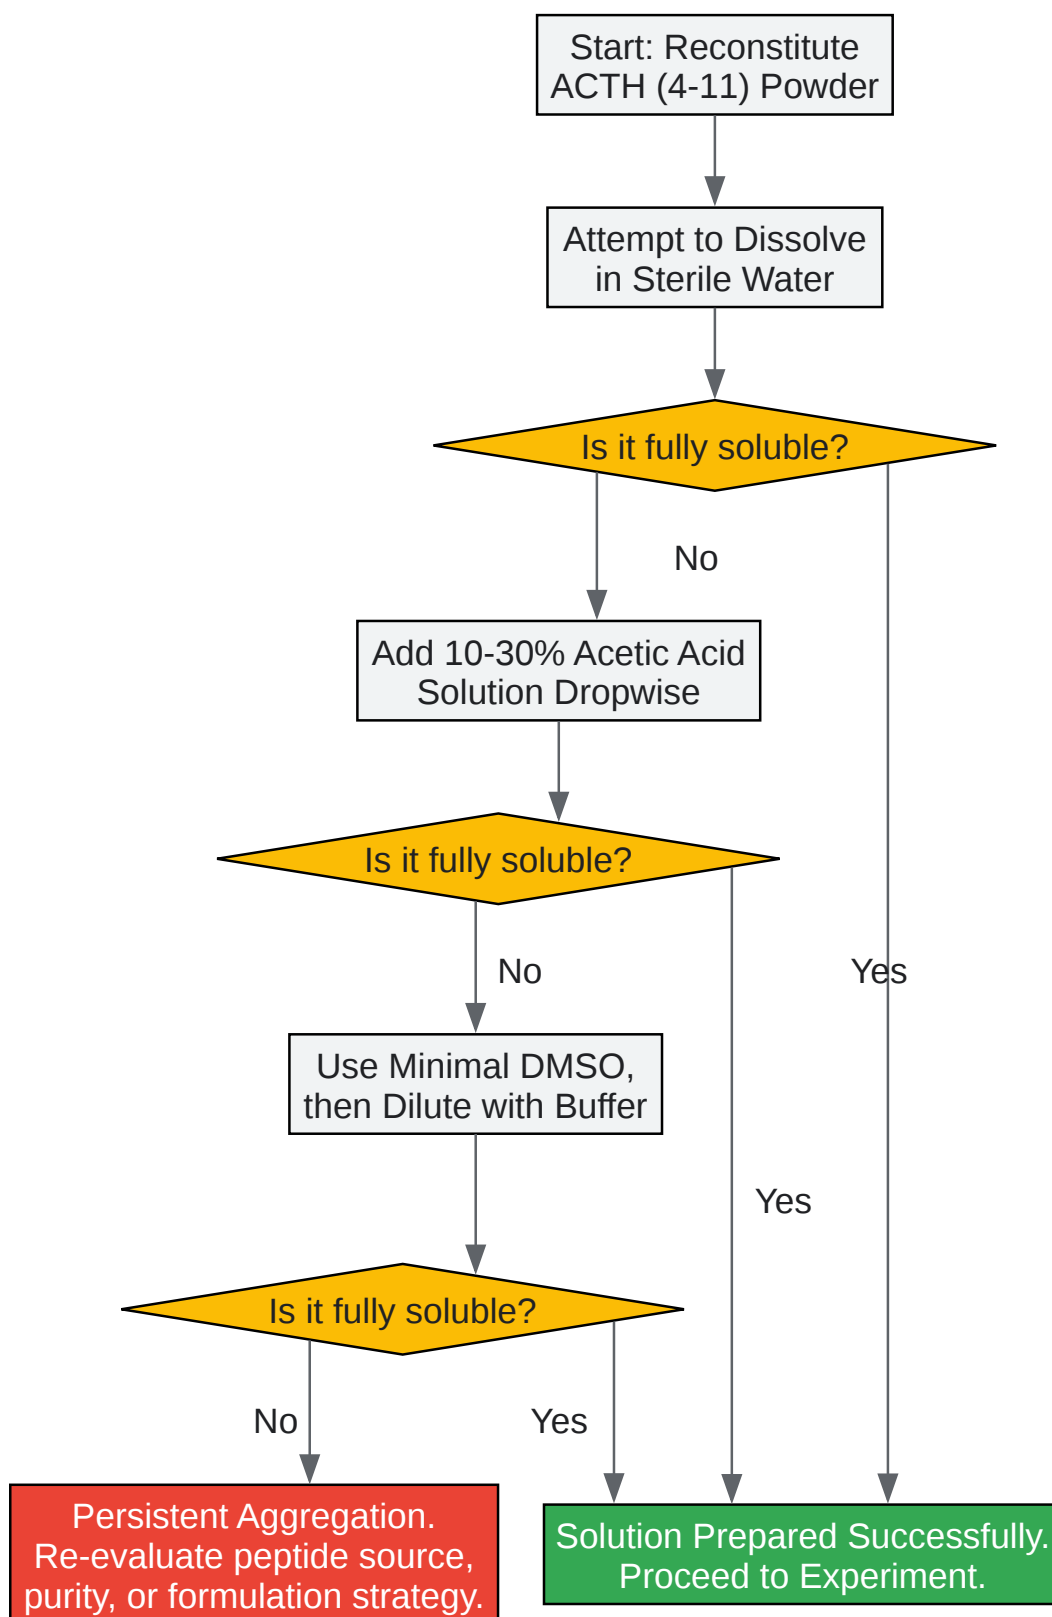 Start: Reconstitute
ACTH (4-11) Powder
Attempt to Dissolve
in Sterile Water
Is it fully soluble?
No
Add 10-30% Acetic Acid
Solution Dropwise
Is it fully soluble?
No
Yes
Use Minimal DMSO,
then Dilute with Buffer
Yes
Is it fully soluble?
No
Yes
Persistent Aggregation.
Re-evaluate peptide source,
purity, or formulation strategy.
Solution Prepared Successfully.
Proceed to Experiment.